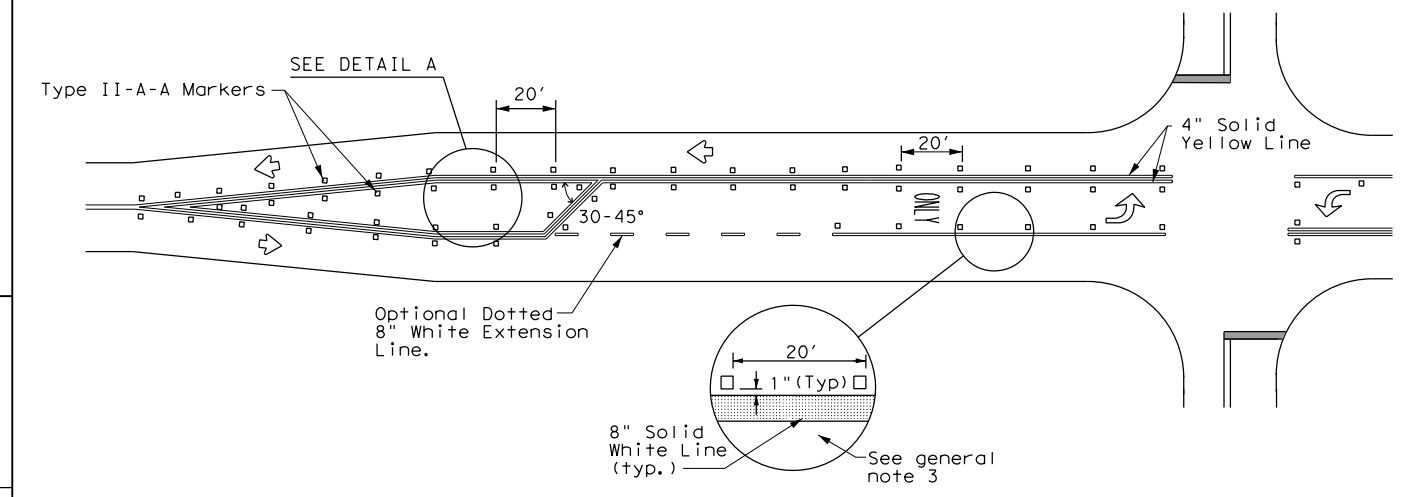 SEE DETAIL A
Type II-A-A Markers
20'
20'
4" Solid
Yellow Line
ONLY
30-45°
Optional Dotted
8" White Extension
Line.
20'
1"(Typ)
8" Solid
White Line
(typ.)
See general
note 3